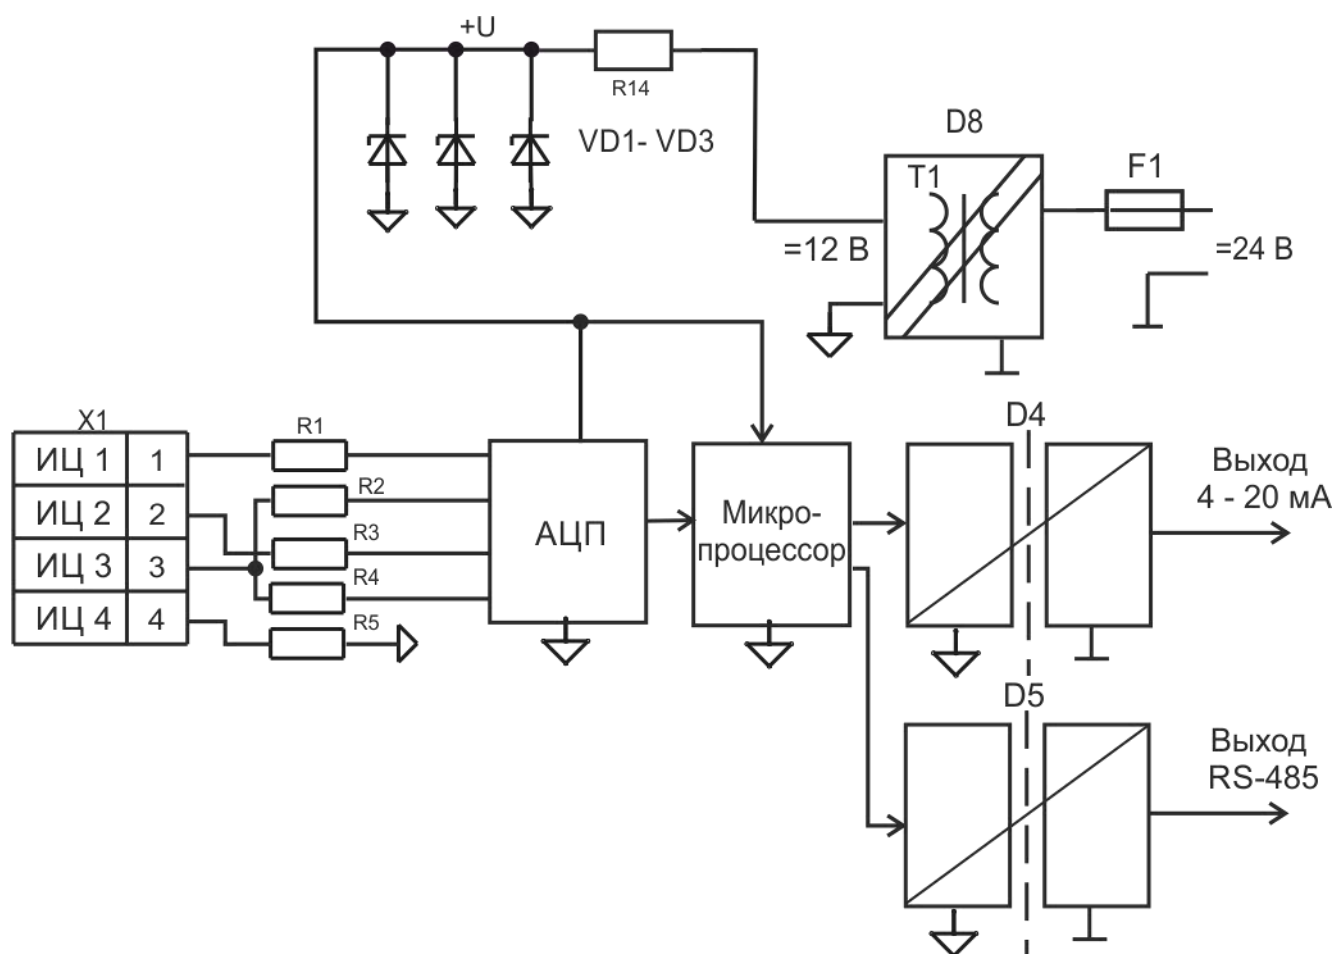 +U
R14
VD1- VD3
D8
T1
F1
=12 В
=24 В
X1
ИЦ 1 1
ИЦ 2 2
ИЦ 3 3
ИЦ 4 4
R1
R2
R3
R4
R5
АЦП
Микро-
процессор
D4
Выход
4 - 20 мА
D5
Выход
RS-485